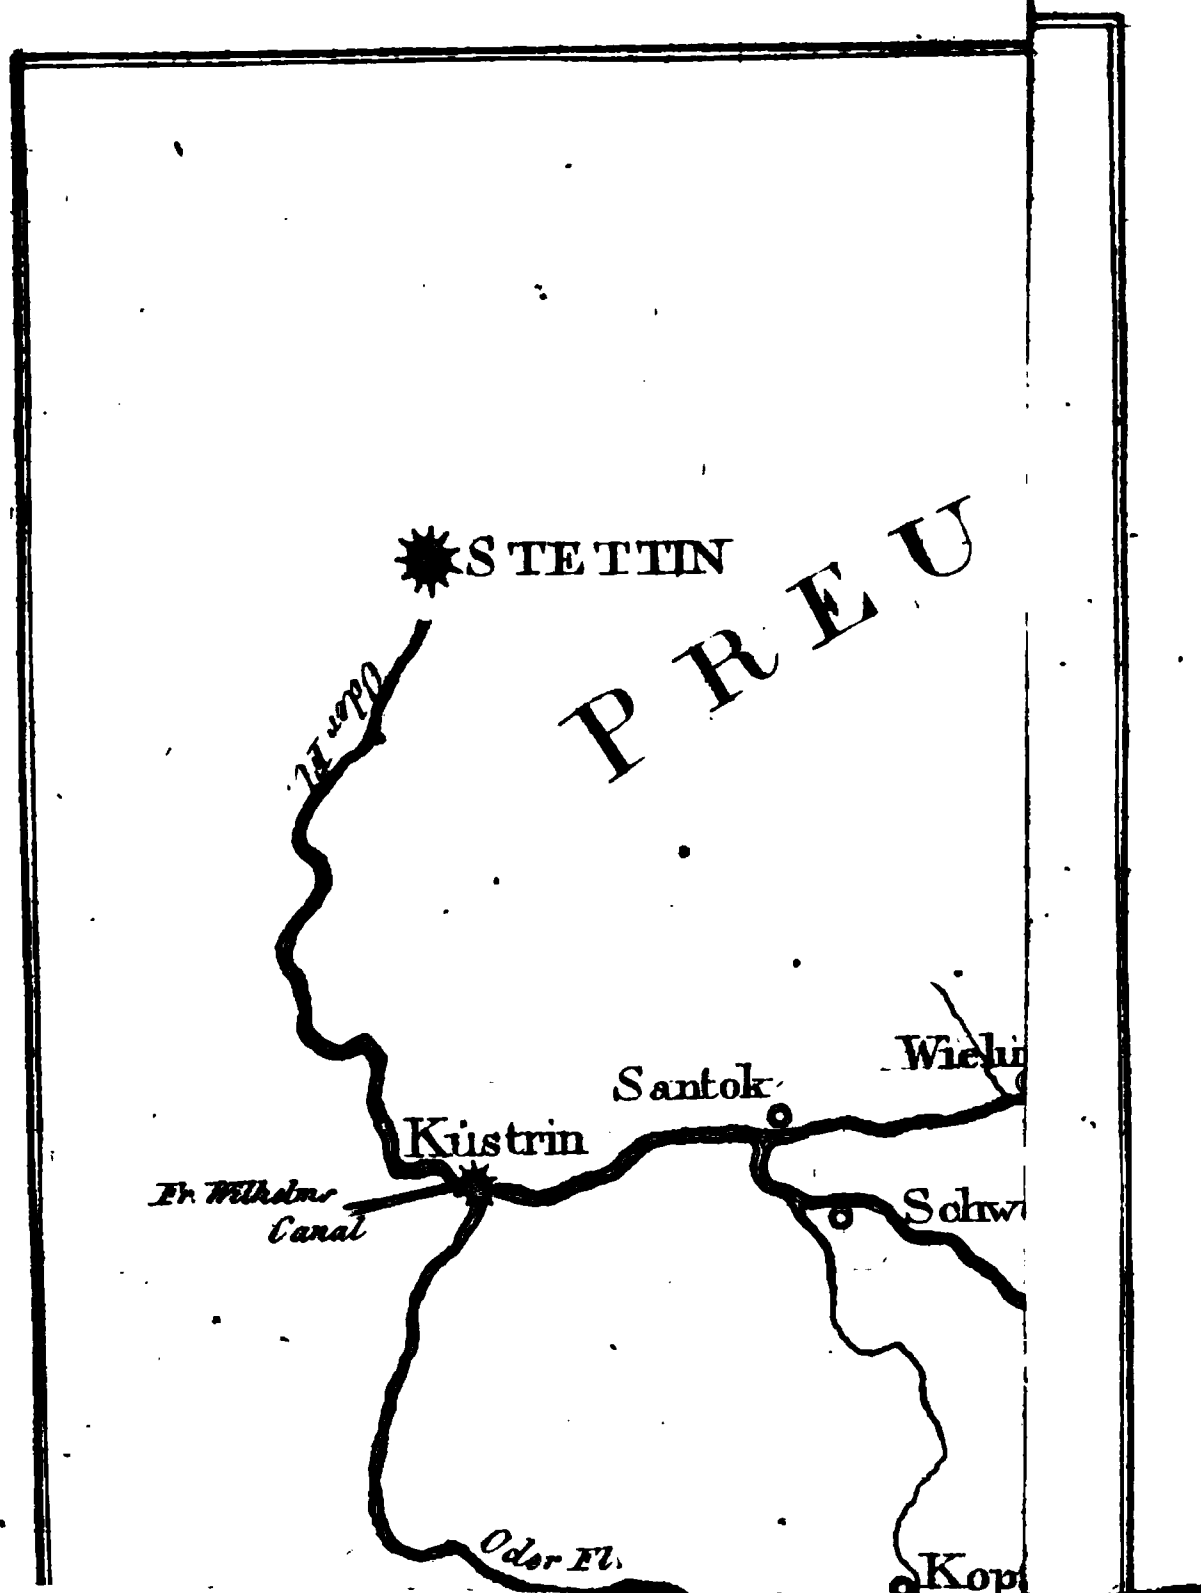 STETTIN
PREU
Oder Fl.
Wielu
Santok
Küstrin
Fr. Wilhelms
Canal
Schw
Oder Fl.
Kop